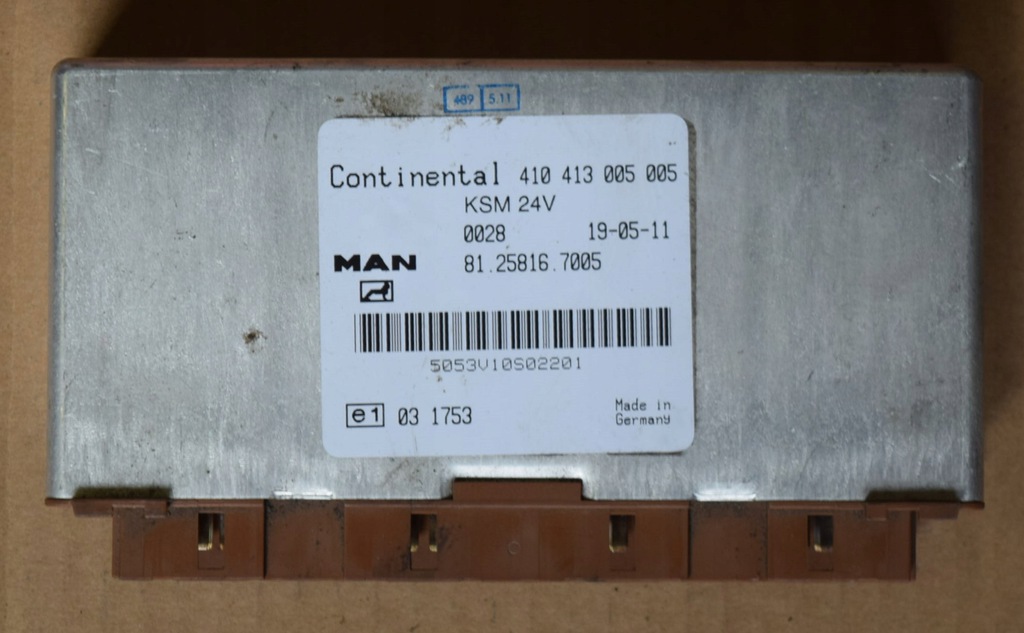 489 5.11
Continental 410 413 005 005
KSM 24V
0028 19-05-11
MAN 81.25816.7005
5053V10S02201
e1 03 1753
Made in
Germany